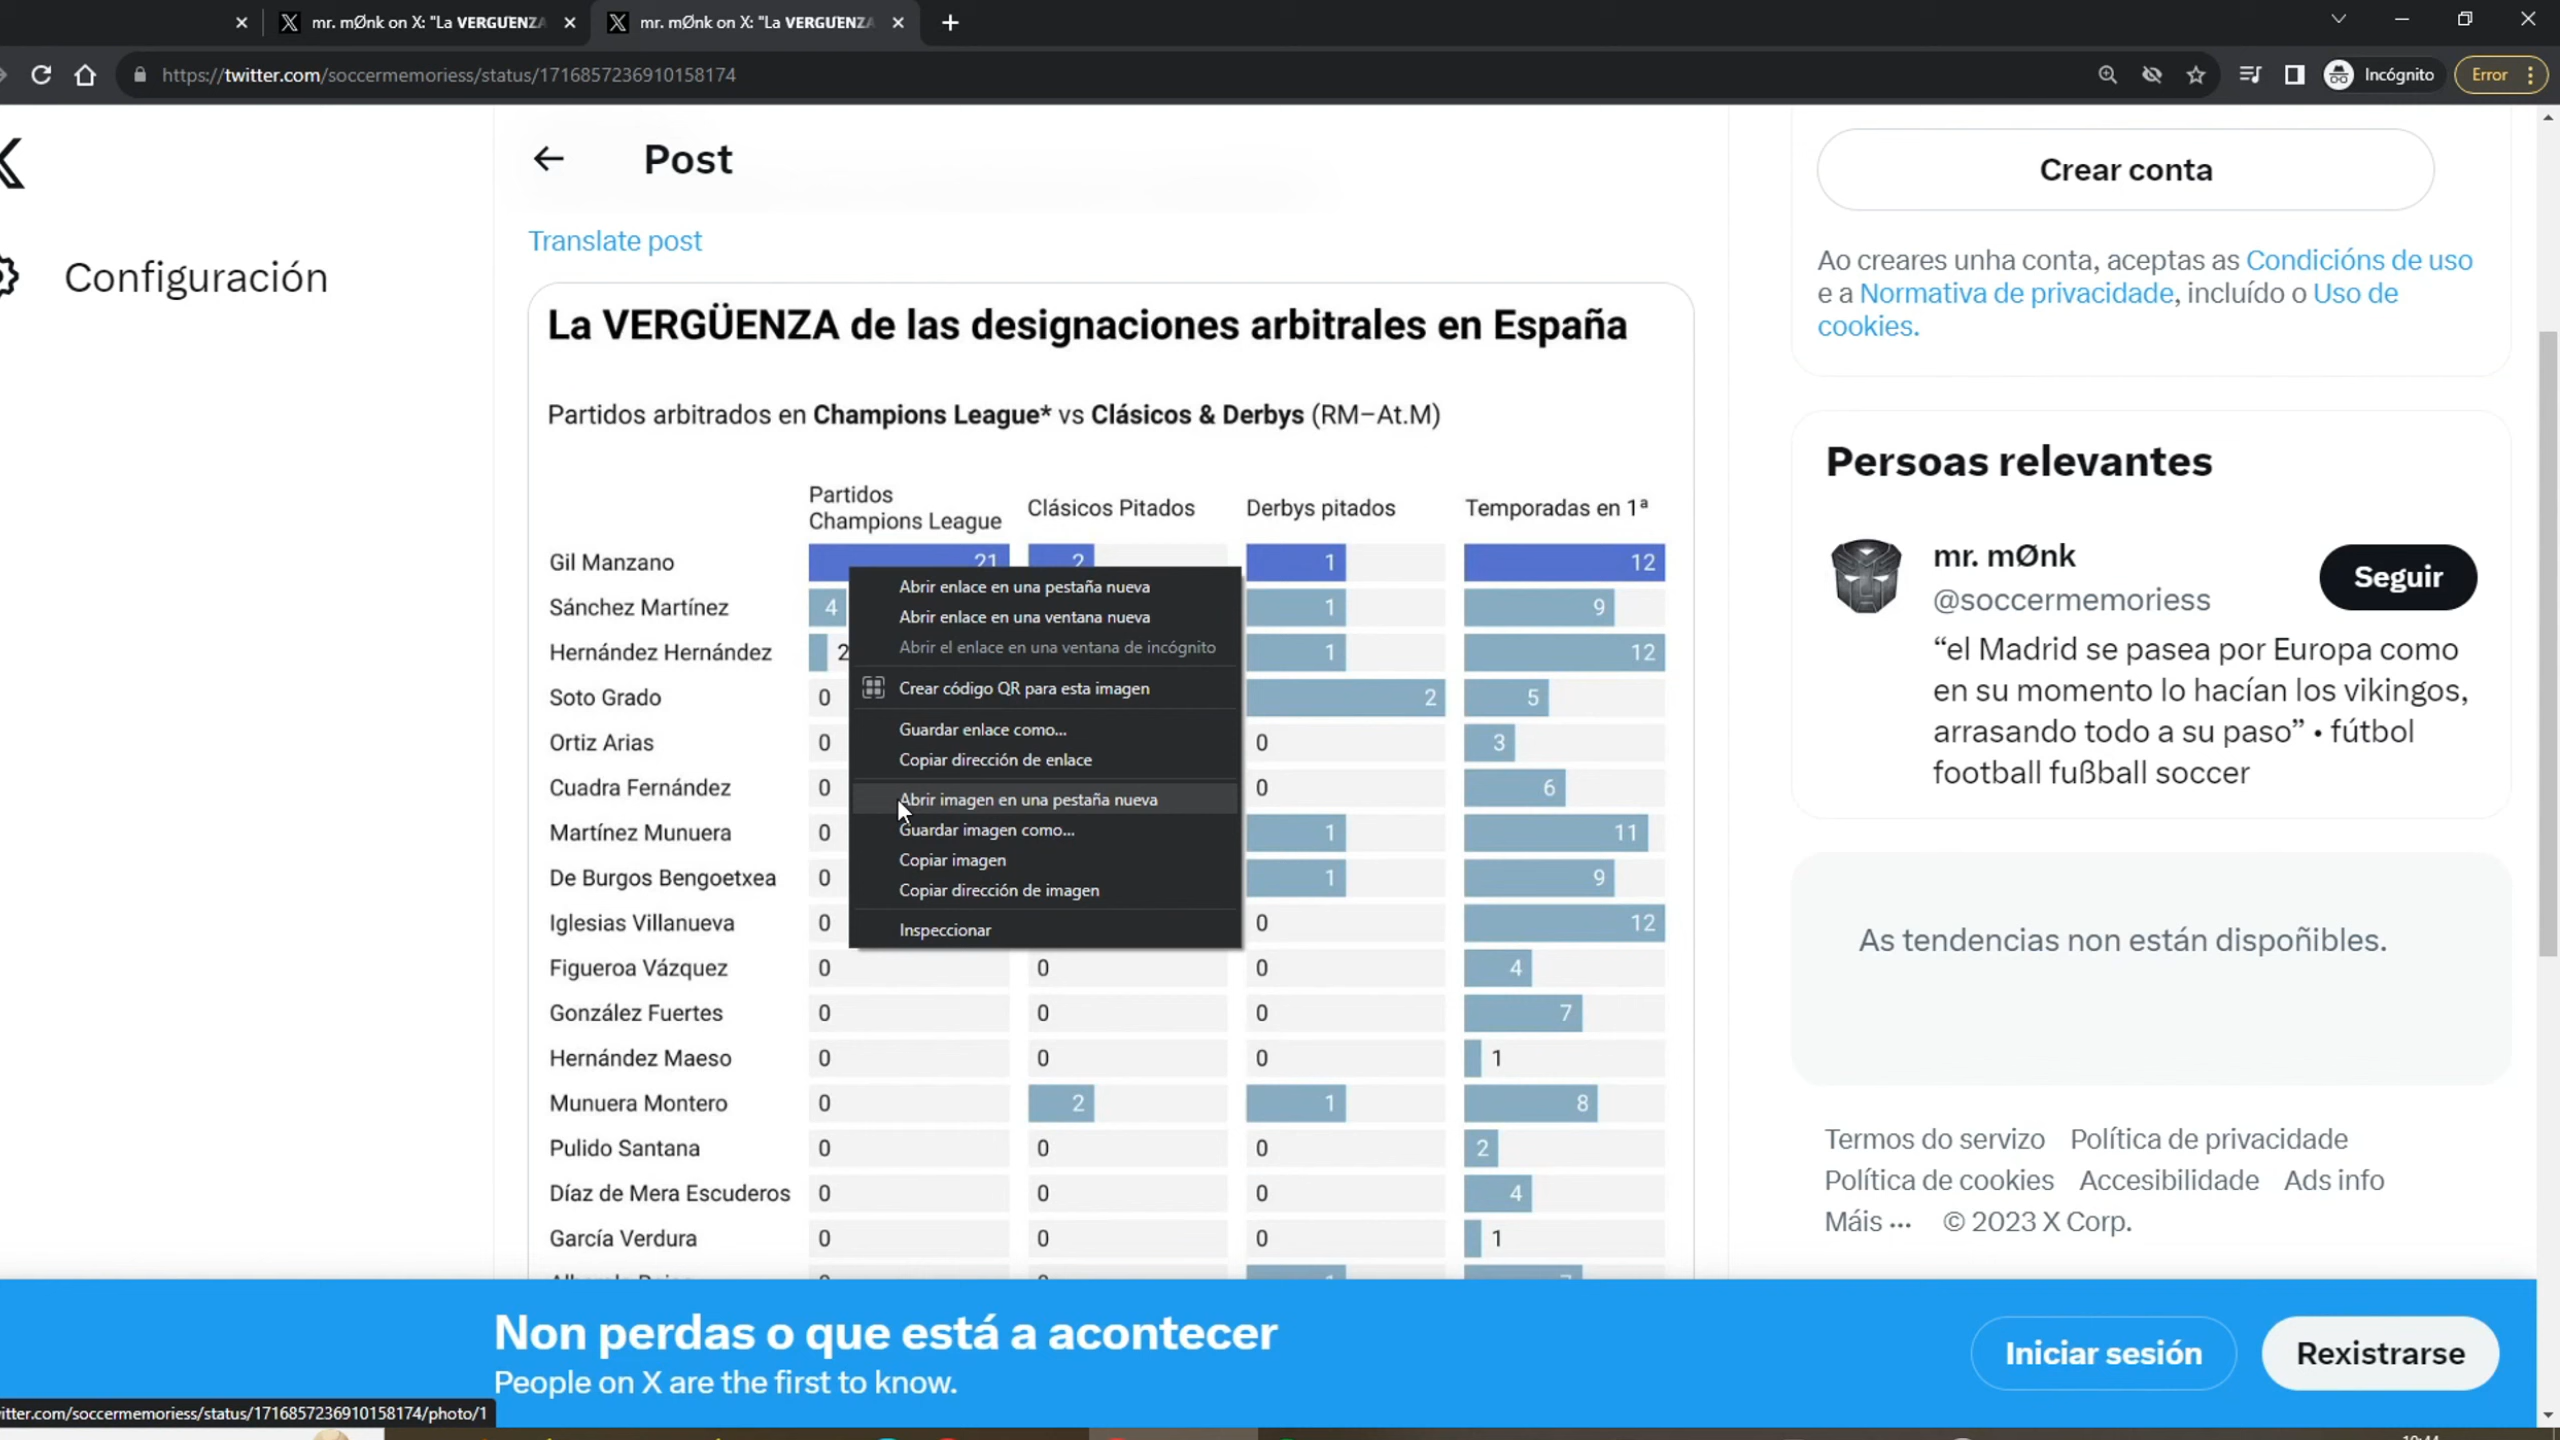 mr. mØnk on X: "La VERGÜENZA
mr. mØnk on X: "La VERGÜENZA
https://twitter.com/soccermemoriess/status/1716857236910158174
Incógnito
Error
Post
Translate post
Configuración
La VERGÜENZA de las designaciones arbitrales en España
Partidos arbitrados en Champions League* vs Clásicos & Derbys (RM–At.M)
Partidos
Champions League
Clásicos Pitados
Derbys pitados
Temporadas en 1ª
Gil Manzano 21 2 1 12
Sánchez Martínez 4 1 9
Hernández Hernández 2 1 12
Soto Grado 0 2 5
Ortiz Arias 0 0 3
Cuadra Fernández 0 0 6
Martínez Munuera 0 1 11
De Burgos Bengoetxea 0 1 9
Iglesias Villanueva 0 0 12
Figueroa Vázquez 0 0 0 4
González Fuertes 0 0 0 7
Hernández Maeso 0 0 0 1
Munuera Montero 0 2 1 8
Pulido Santana 0 0 0 2
Díaz de Mera Escuderos 0 0 0 4
García Verdura 0 0 0 1
Abrir enlace en una pestaña nueva
Abrir enlace en una ventana nueva
Abrir el enlace en una ventana de incógnito
Crear código QR para esta imagen
Guardar enlace como...
Copiar dirección de enlace
Abrir imagen en una pestaña nueva
Guardar imagen como...
Copiar imagen
Copiar dirección de imagen
Inspeccionar
Crear conta
Ao creares unha conta, aceptas as Condicións de uso
e a Normativa de privacidade, incluído o Uso de
cookies.
Persoas relevantes
mr. mØnk
@soccermemoriess
Seguir
“el Madrid se pasea por Europa como
en su momento lo hacían los vikingos,
arrasando todo a su paso” • fútbol
football fußball soccer
As tendencias non están dispoñibles.
Termos do servizo Política de privacidade
Política de cookies Accesibilidade Ads info
Máis ··· © 2023 X Corp.
Non perdas o que está a acontecer
People on X are the first to know.
Iniciar sesión
Rexistrarse
itter.com/soccermemoriess/status/1716857236910158174/photo/1